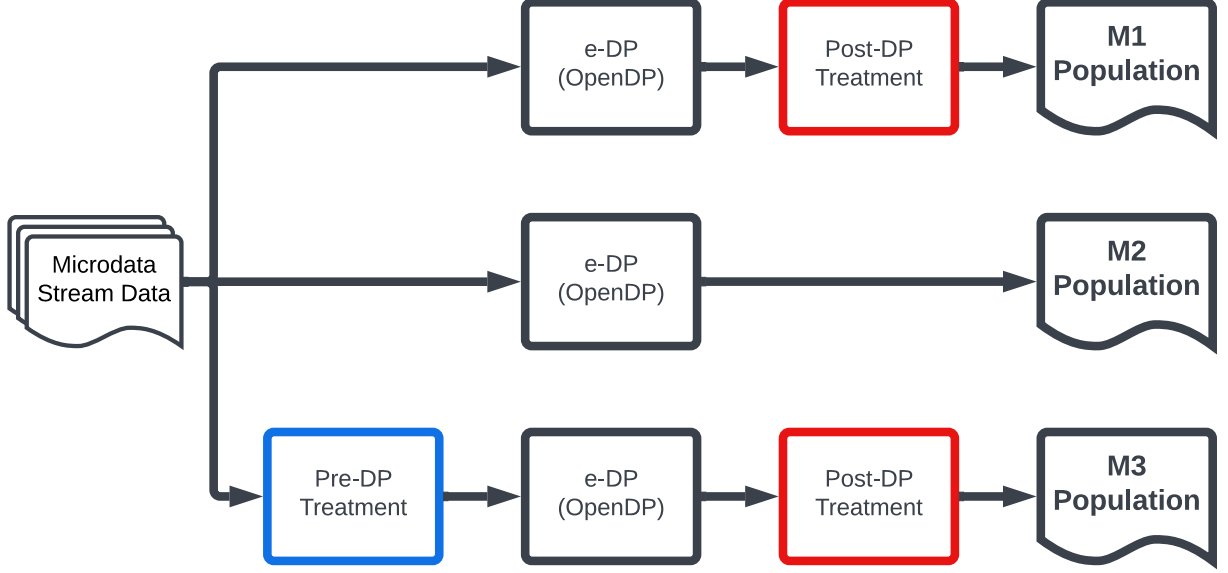 e-DP
(OpenDP)
Post-DP
Treatment
M1
Population
Microdata
Stream Data
e-DP
(OpenDP)
M2
Population
Pre-DP
Treatment
e-DP
(OpenDP)
Post-DP
Treatment
M3
Population